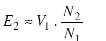 E₂ ≈ V₁ . N₂/N₁